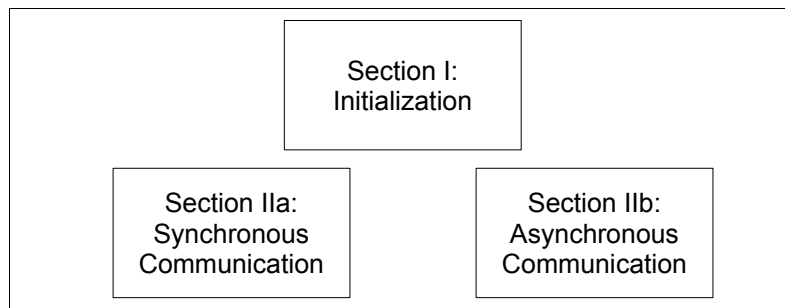 Section I:
Initialization
Section IIa:
Synchronous
Communication
Section IIb:
Asynchronous
Communication